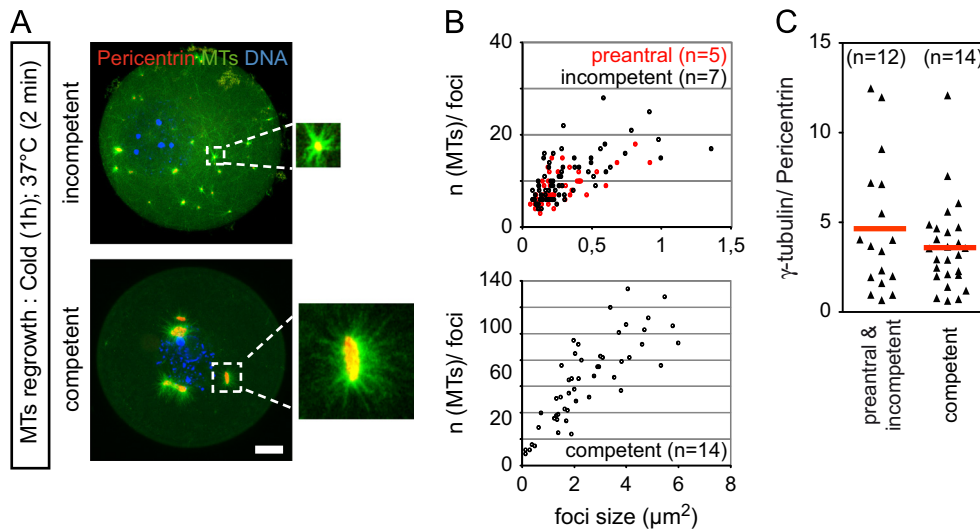 A
MTs regrowth : Cold (1h); 37°C (2 min)
incompetent
Pericentrin MTs DNA
competent
B
n (MTs)/ foci
40
20
10
0
preantral (n=5)
incompetent (n=7)
0,5
1
1,5
n (MTs)/ foci
140
100
60
20
0
competent (n=14)
0
2
4
6
8
foci size (µm²)
C
γ-tubulin/ Pericentrin
15
10
5
0
(n=12)
(n=14)
preantral &
incompetent
competent